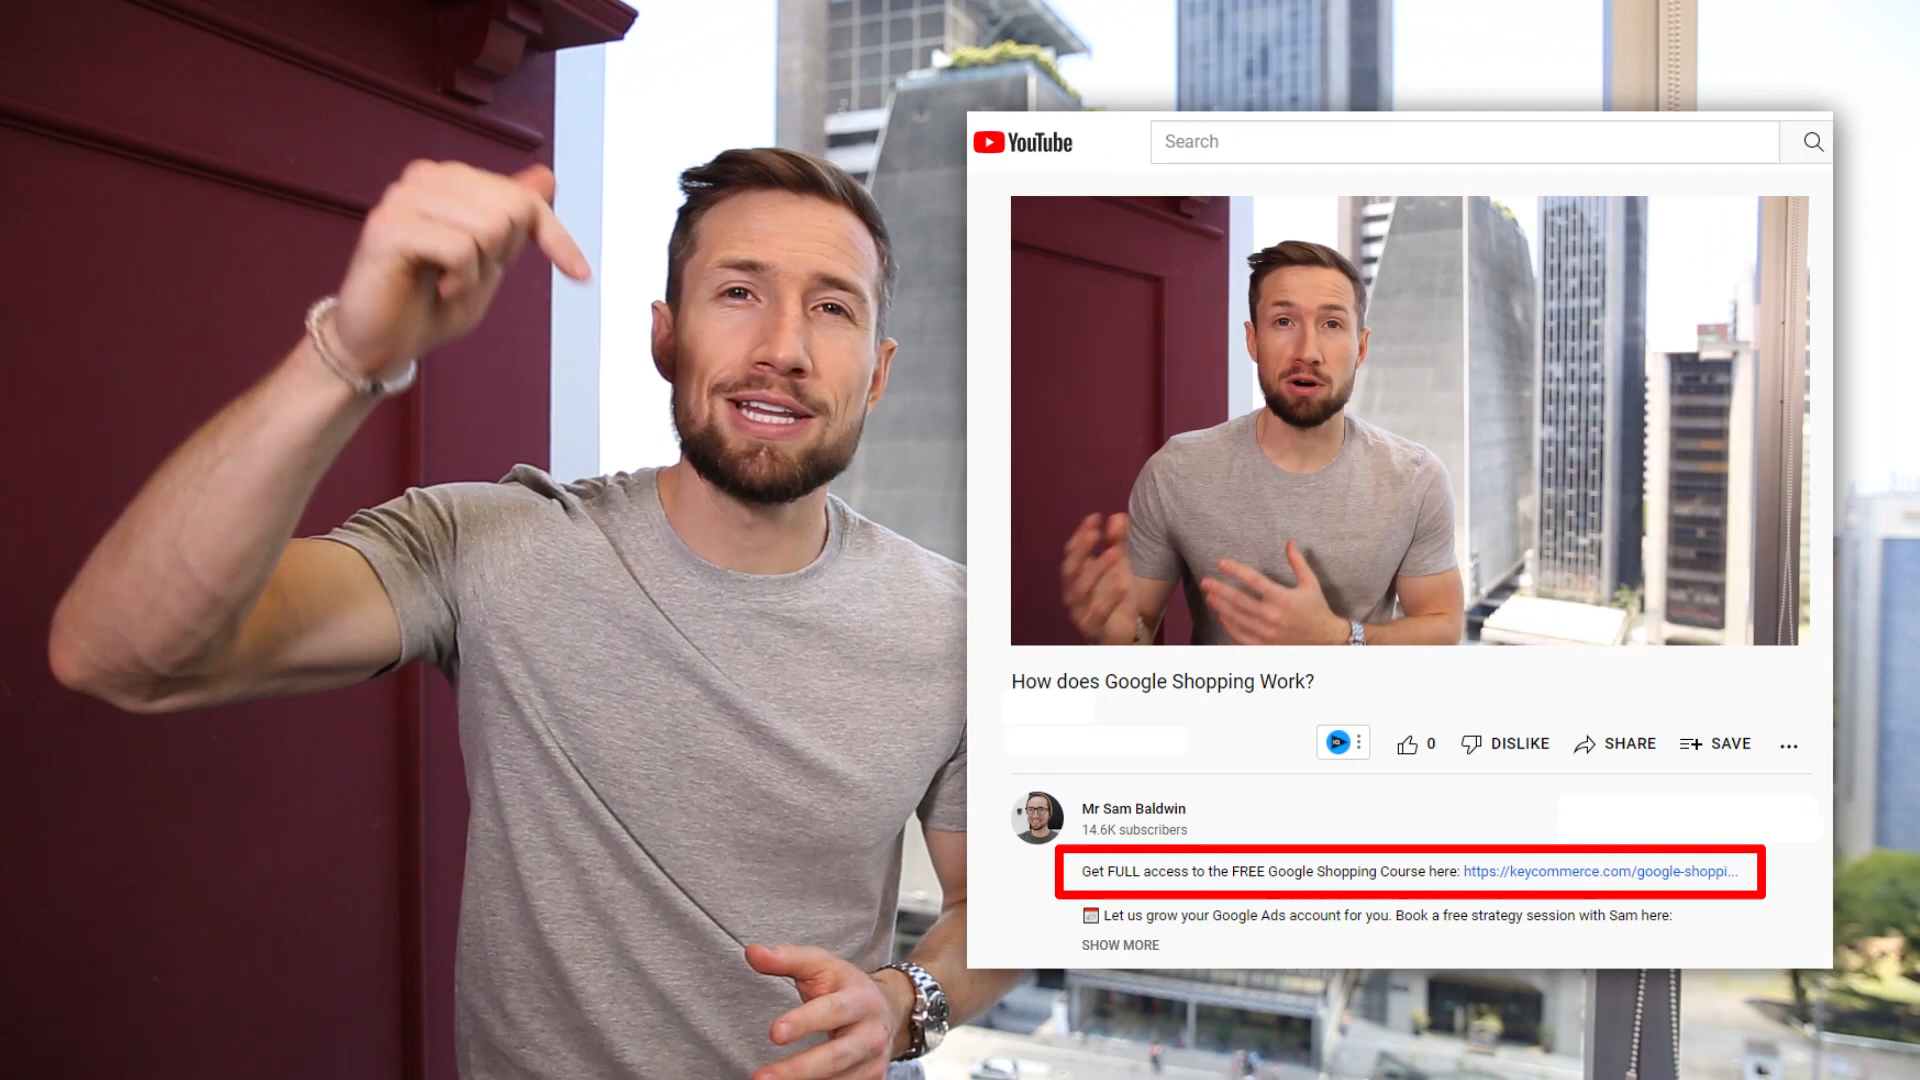 YouTube
Search
How does Google Shopping Work?
0
DISLIKE
SHARE
SAVE
Mr Sam Baldwin
14.6K subscribers
Get FULL access to the FREE Google Shopping Course here: https://keycommerce.com/google-shoppi...
Let us grow your Google Ads account for you. Book a free strategy session with Sam here:
SHOW MORE